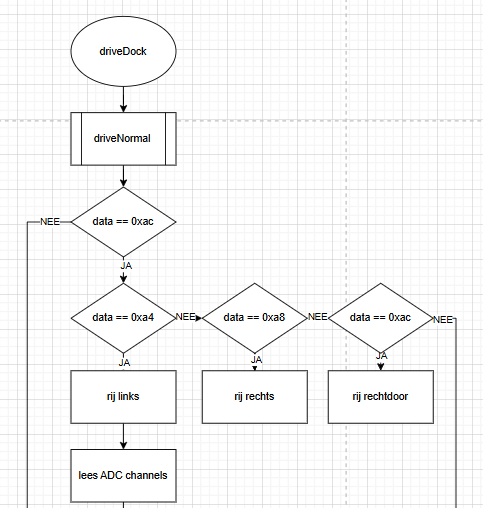 driveDock
driveNormal
data == 0xac
NEE
JA
data == 0xa4
NEE
data == 0xa8
NEE
data == 0xac
NEE
JA
JA
JA
rij links
rij rechts
rij rechtdoor
lees ADC channels